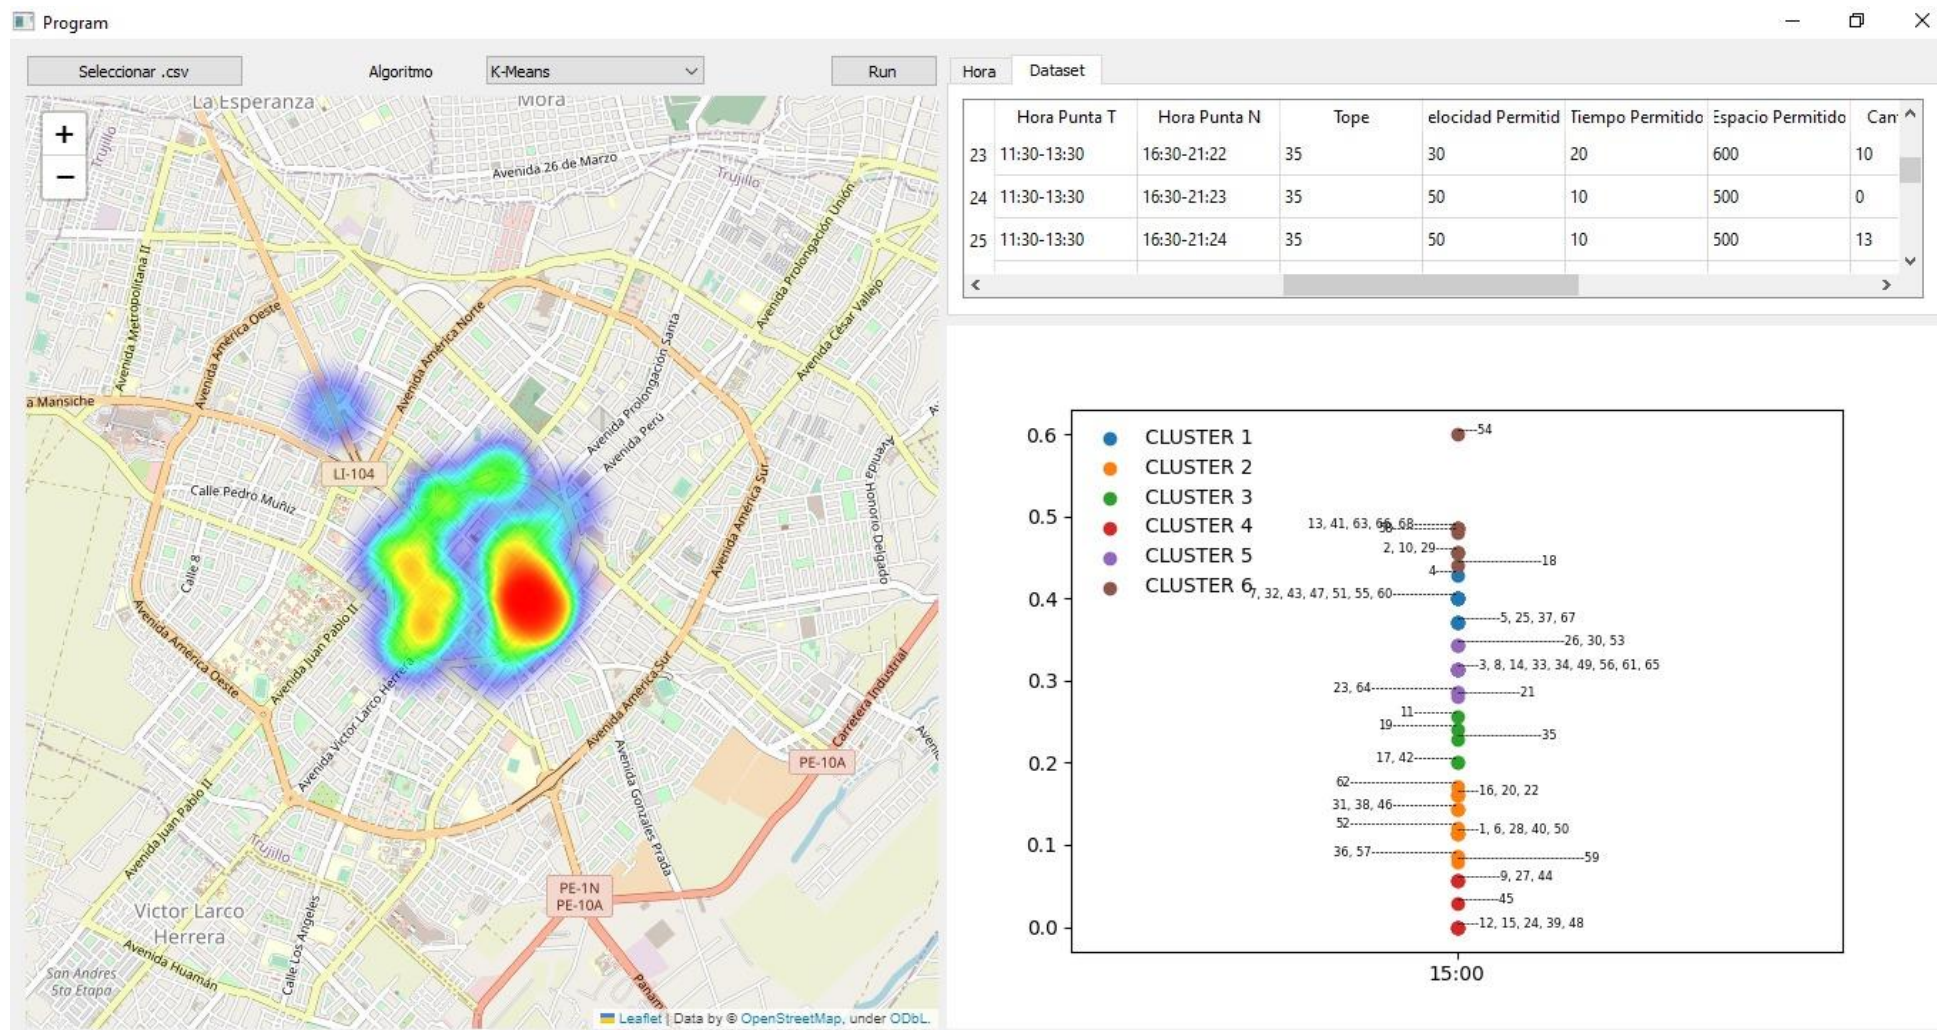 Program
Seleccionar .csv
Algoritmo
K-Means
Run
Hora
Dataset
Hora Punta T Hora Punta N Tope elocidad Permitid Tiempo Permitido Espacio Permitido Can
23 11:30-13:30 16:30-21:22 35 30 20 600 10
24 11:30-13:30 16:30-21:23 35 50 10 500 0
25 11:30-13:30 16:30-21:24 35 50 10 500 13
+
−
La Esperanza
Mora
Trujillo
Avenida 26 de Marzo
Trujillo
Avenida Prolongación Unión
Avenida Metropolitana II
Avenida América Oeste
Avenida América Norte
Avenida Prolongación Santa
Avenida César Vallejo
a Mansiche
Avenida Perú
LI-104
Calle Pedro Muñiz
Avenida América Sur
Avenida Honorio Delgado
Calle 8
Avenida Juan Pablo II
Avenida América Oeste
Avenida Víctor Larco Herrera
Avenida América Sur
Carretera Industrial
PE-10A
Avenida Gonzales Prada
Avenida Juan Pablo II
Trujillo
PE-1N
PE-10A
Victor Larco
Herrera
Calle Los Angeles
Avenida Huamán
San Andres
5ta Etapa
Panam
Leaflet | Data by © OpenStreetMap, under ODbL.
CLUSTER 1
CLUSTER 2
CLUSTER 3
CLUSTER 4
CLUSTER 5
CLUSTER 6
0.6
0.5
0.4
0.3
0.2
0.1
0.0
54
13, 41, 63, 66, 68
2, 10, 29
18
4
7, 32, 43, 47, 51, 55, 60
5, 25, 37, 67
26, 30, 53
3, 8, 14, 33, 34, 49, 56, 61, 65
23, 64
21
11
19
35
17, 42
62
16, 20, 22
31, 38, 46
52
1, 6, 28, 40, 50
36, 57
59
9, 27, 44
45
12, 15, 24, 39, 48
15:00